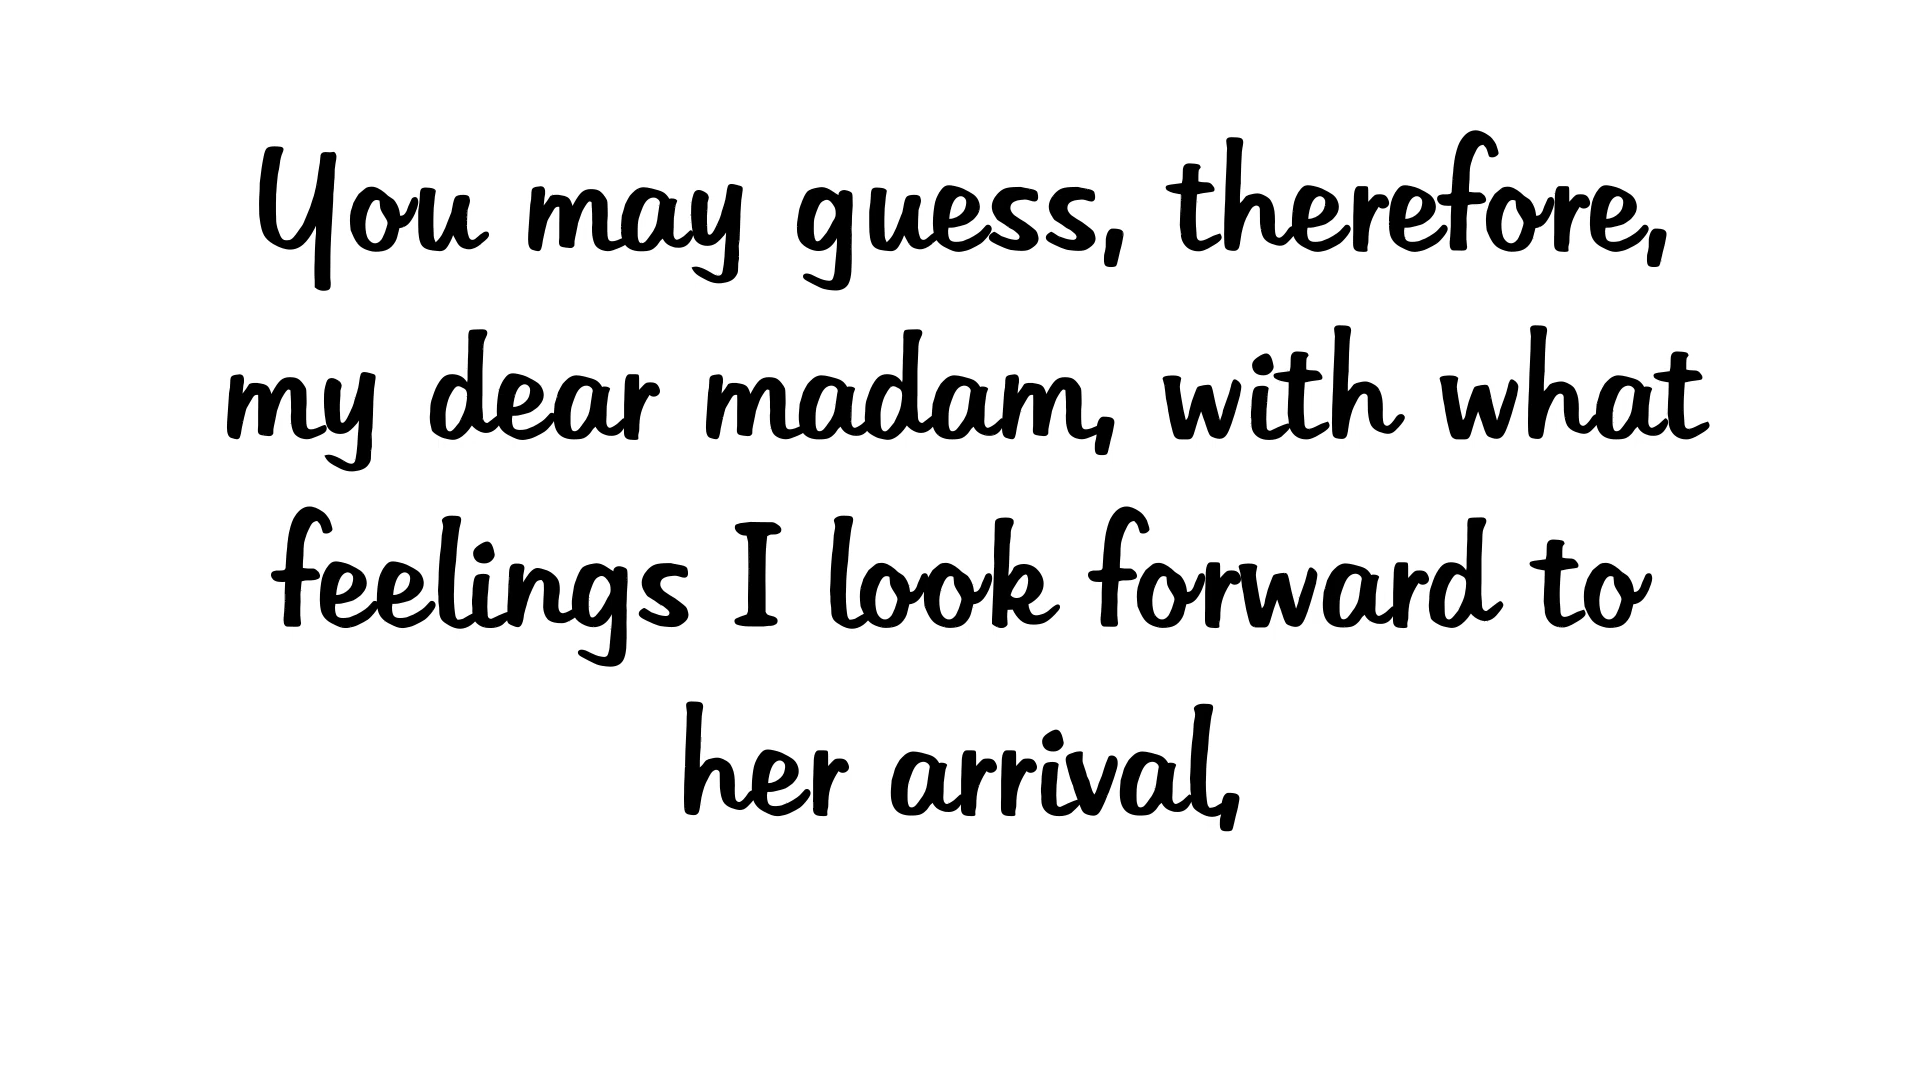 You may guess, therefore,
my dear madam, with what
feelings I look forward to
her arrival,